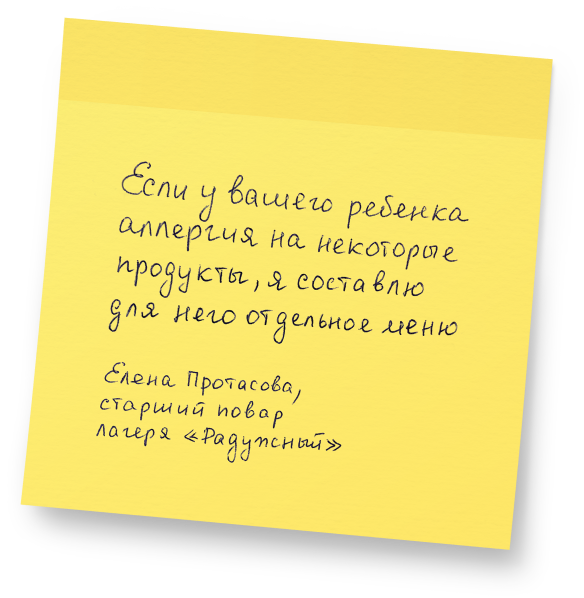 Если у вашего ребенка
аллергия на некоторые
продукты, я составлю
для него отдельное меню
Елена Протасова,
старший повар
лагеря «Радужный»